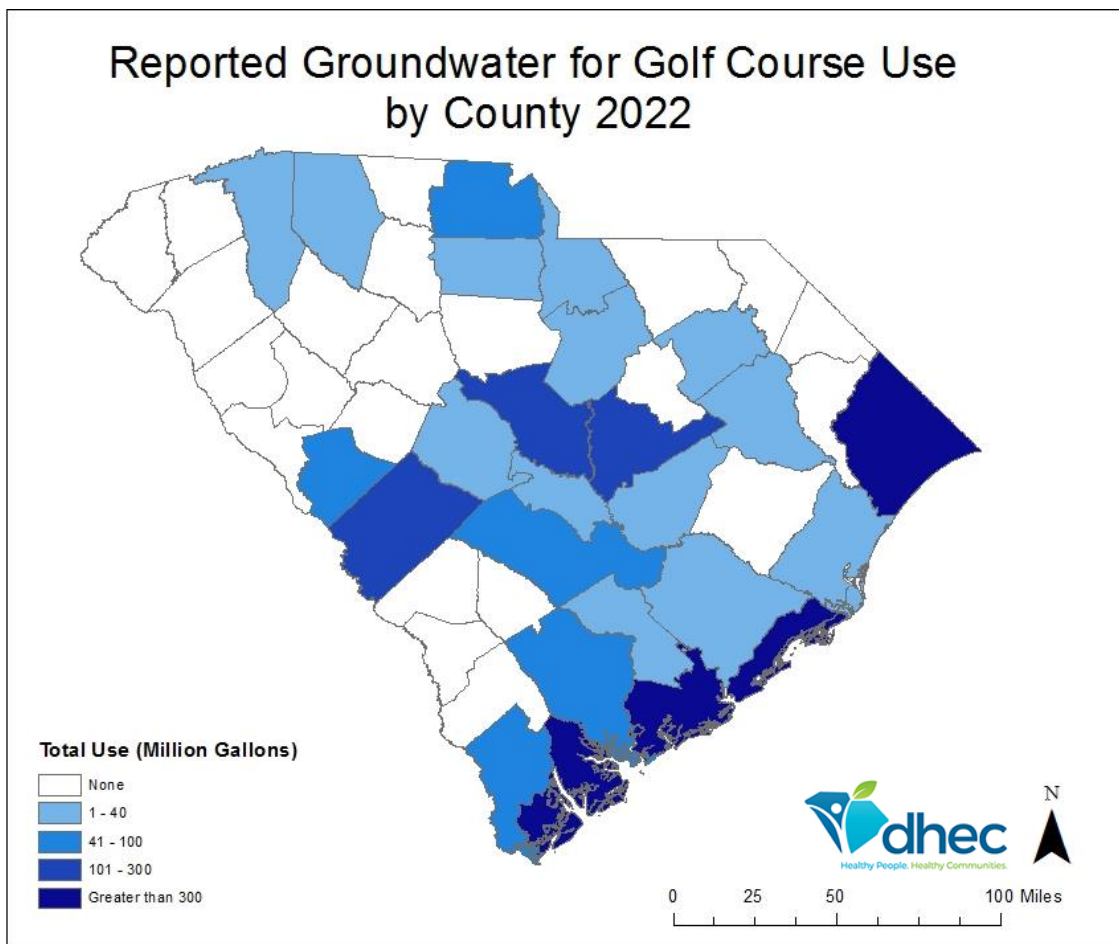 Reported Groundwater for Golf Course Use
by County 2022
Total Use (Million Gallons)
None
1 - 40
41 - 100
101 - 300
Greater than 300
dhec
Healthy People. Healthy Communities.
N
0 25 50 100 Miles